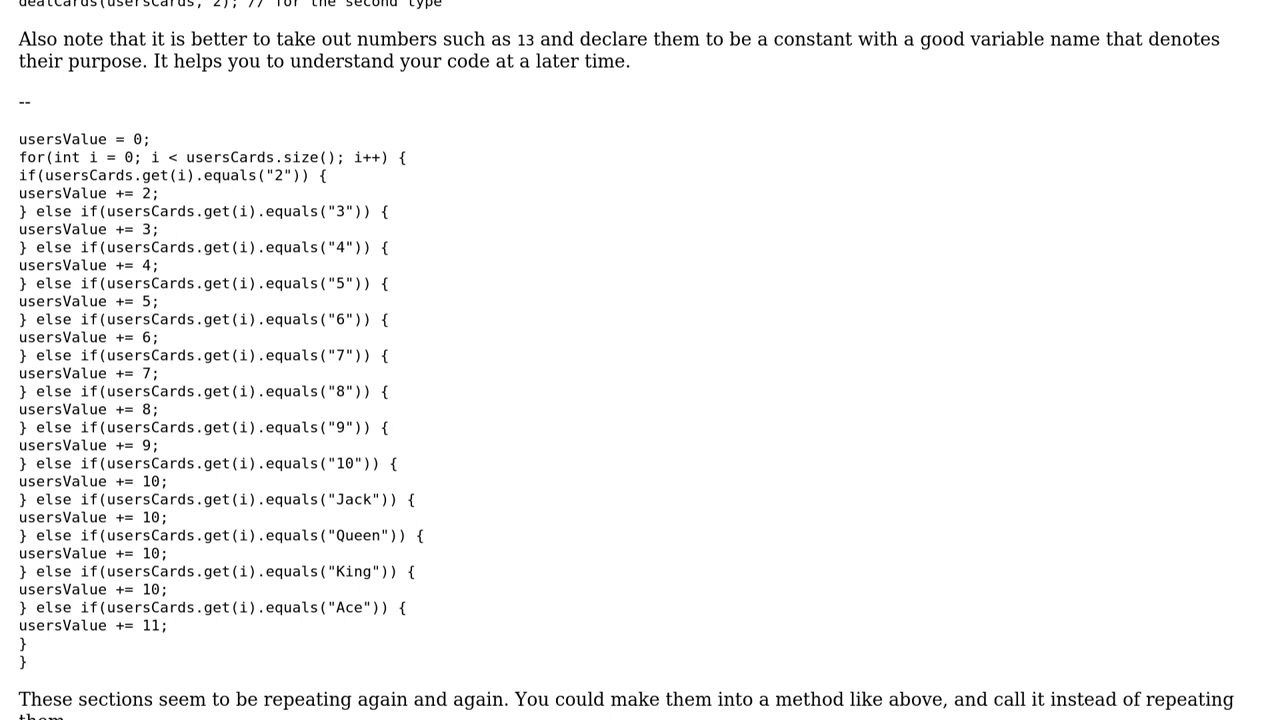 dealCards(usersCards, 2); // for the second type
Also note that it is better to take out numbers such as 13 and declare them to be a constant with a good variable name that denotes
their purpose. It helps you to understand your code at a later time.
--
usersValue = 0;
for(int i = 0; i < usersCards.size(); i++) {
if(usersCards.get(i).equals("2")) {
usersValue += 2;
} else if(usersCards.get(i).equals("3")) {
usersValue += 3;
} else if(usersCards.get(i).equals("4")) {
usersValue += 4;
} else if(usersCards.get(i).equals("5")) {
usersValue += 5;
} else if(usersCards.get(i).equals("6")) {
usersValue += 6;
} else if(usersCards.get(i).equals("7")) {
usersValue += 7;
} else if(usersCards.get(i).equals("8")) {
usersValue += 8;
} else if(usersCards.get(i).equals("9")) {
usersValue += 9;
} else if(usersCards.get(i).equals("10")) {
usersValue += 10;
} else if(usersCards.get(i).equals("Jack")) {
usersValue += 10;
} else if(usersCards.get(i).equals("Queen")) {
usersValue += 10;
} else if(usersCards.get(i).equals("King")) {
usersValue += 10;
} else if(usersCards.get(i).equals("Ace")) {
usersValue += 11;
}
}
These sections seem to be repeating again and again. You could make them into a method like above, and call it instead of repeating
them